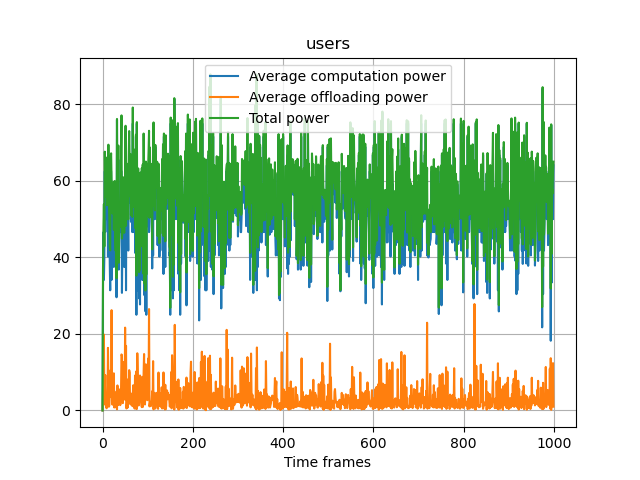 users
Average computation power
Average offloading power
Total power
80
60
40
20
0
0 200 400 600 800 1000
Time frames